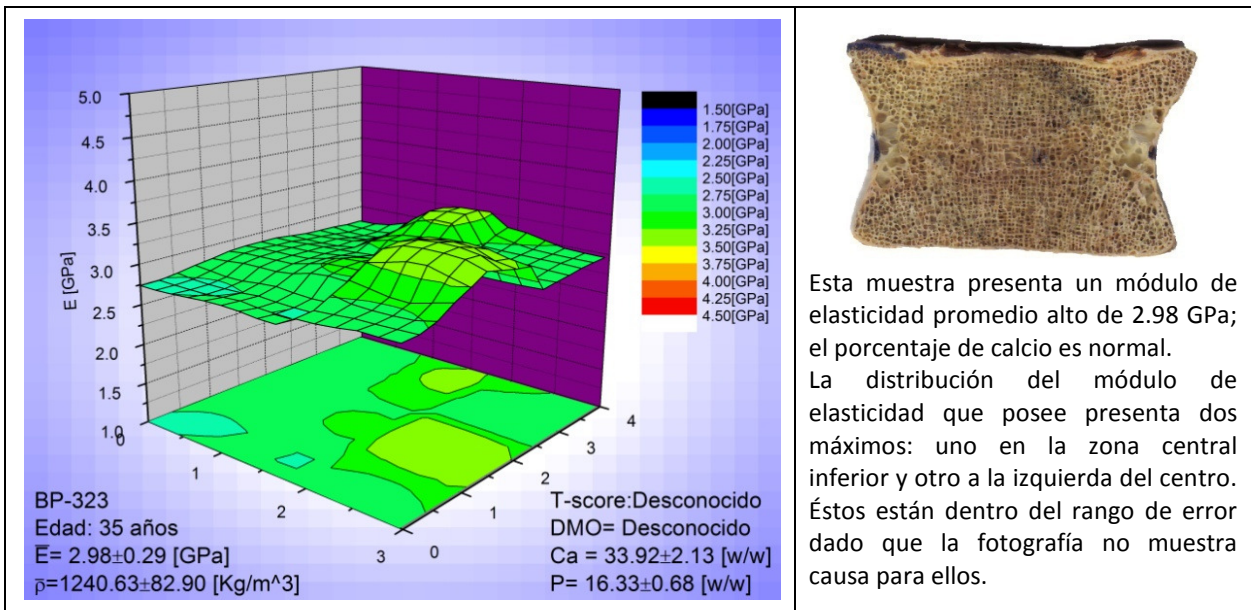 5.0
4.5
4.0
3.5
3.0
2.5
2.0
1.5
1.0
E [GPa]
0
1
2
3
0
1
2
3
4
1.50[GPa]
1.75[GPa]
2.00[GPa]
2.25[GPa]
2.50[GPa]
2.75[GPa]
3.00[GPa]
3.25[GPa]
3.50[GPa]
3.75[GPa]
4.00[GPa]
4.25[GPa]
4.50[GPa]
BP-323
Edad: 35 años
E̅= 2.98±0.29 [GPa]
ρ̅=1240.63±82.90 [Kg/m^3]
T-score:Desconocido
DMO= Desconocido
Ca = 33.92±2.13 [w/w]
P= 16.33±0.68 [w/w]
Esta muestra presenta un módulo de
elasticidad promedio alto de 2.98 GPa;
el porcentaje de calcio es normal.
La distribución del módulo de
elasticidad que posee presenta dos
máximos: uno en la zona central
inferior y otro a la izquierda del centro.
Éstos están dentro del rango de error
dado que la fotografía no muestra
causa para ellos.